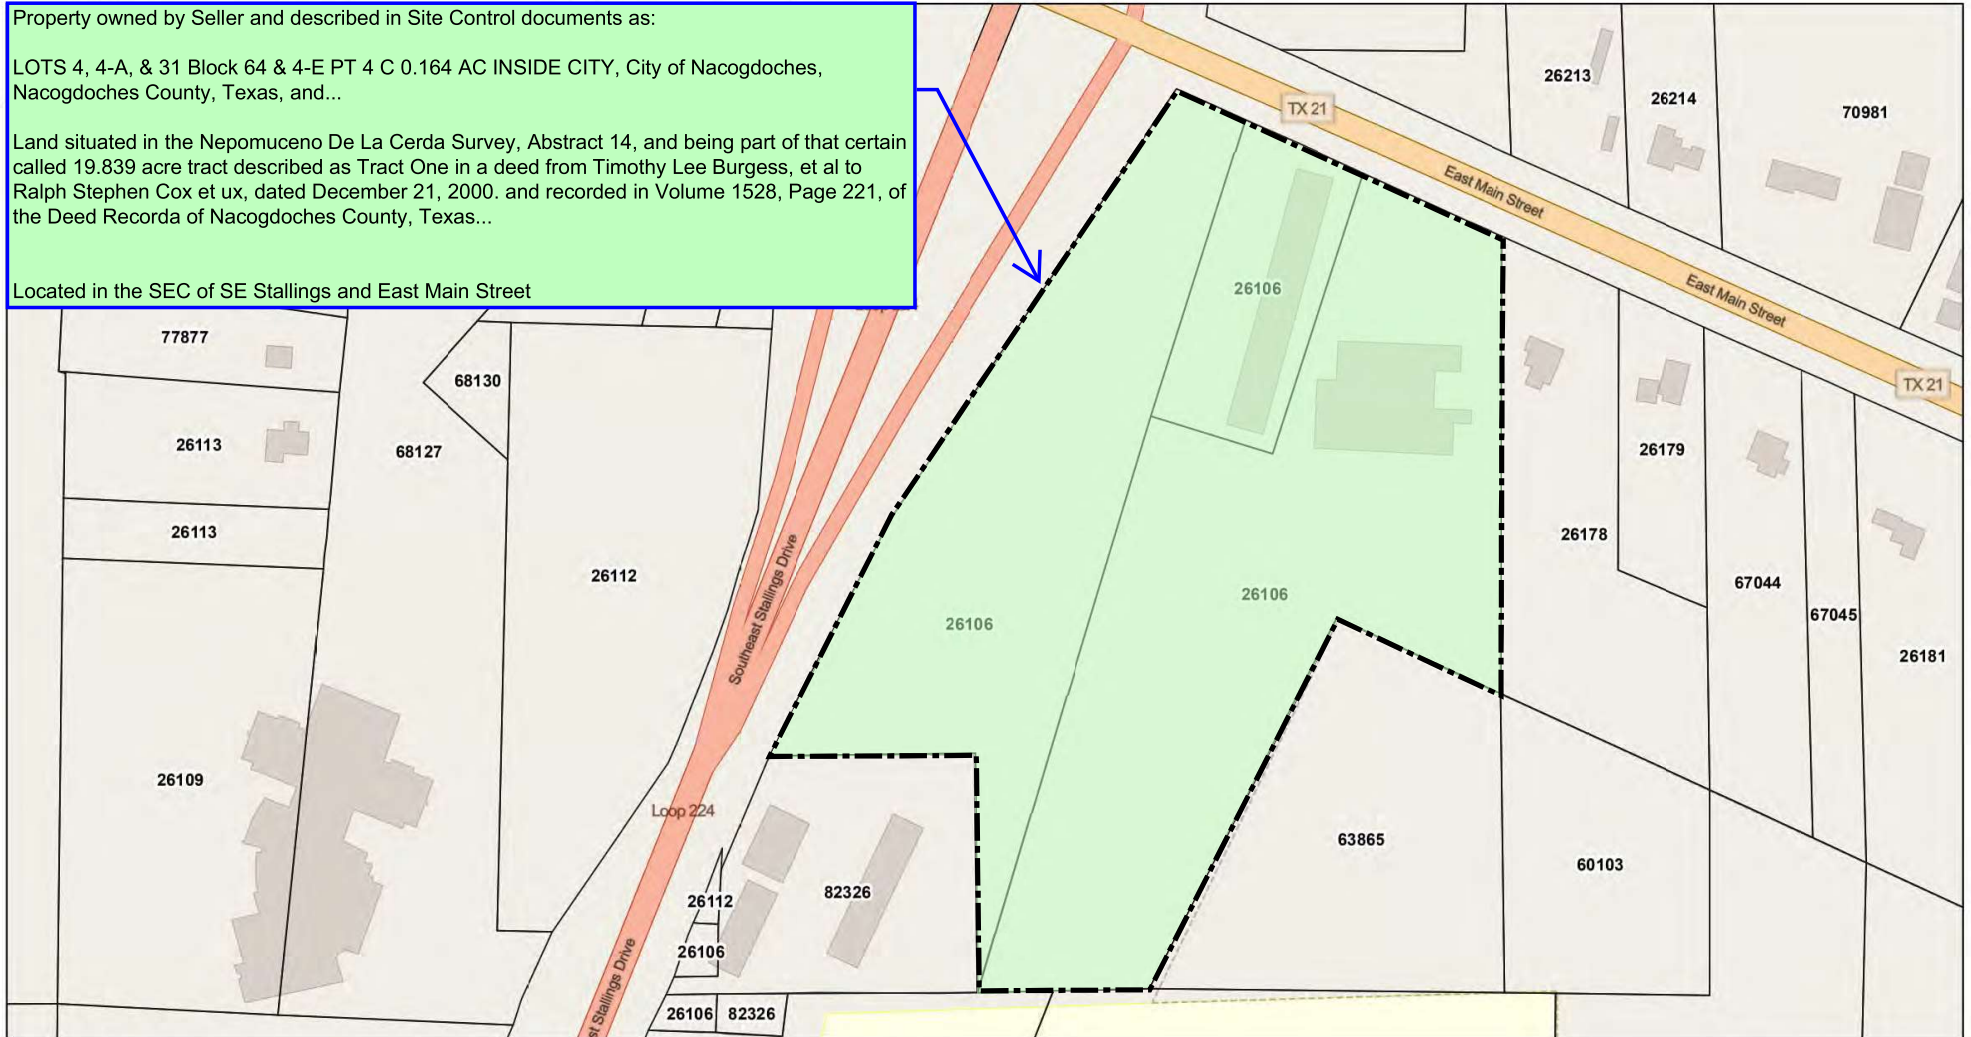 Property owned by Seller and described in Site Control documents as:
LOTS 4, 4-A, & 31 Block 64 & 4-E PT 4 C 0.164 AC INSIDE CITY, City of Nacogdoches,
Nacogdoches County, Texas, and...
Land situated in the Nepomuceno De La Cerda Survey, Abstract 14, and being part of that certain
called 19.839 acre tract described as Tract One in a deed from Timothy Lee Burgess, et al to
Ralph Stephen Cox et ux, dated December 21, 2000. and recorded in Volume 1528, Page 221, of
the Deed Recorda of Nacogdoches County, Texas...
Located in the SEC of SE Stallings and East Main Street
26213
26214
70981
TX 21
East Main Street
East Main Street
TX 21
26106
77877
68130
26113
68127
26179
26113
26112
26178
67044
67045
26106
26106
26181
Southeast Stallings Drive
26109
Loop 224
63865
60103
82326
26112
26106
st Stallings Drive
26106
82326